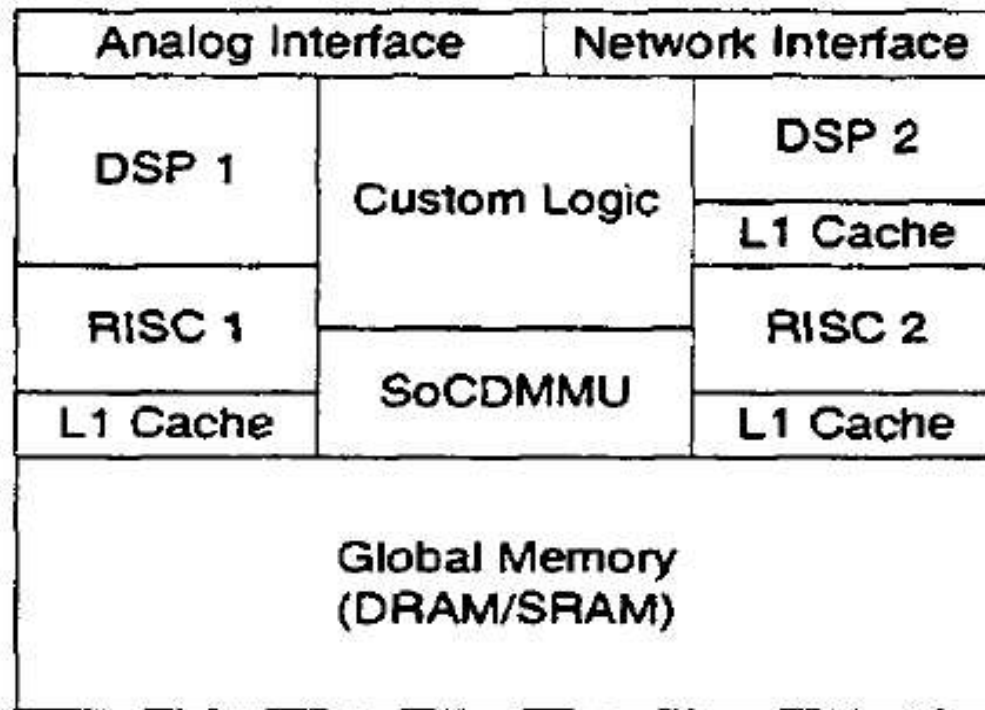 Analog Interface
Network Interface
DSP 1
Custom Logic
DSP 2
L1 Cache
RISC 1
RISC 2
SoCDMMU
L1 Cache
L1 Cache
Global Memory
(DRAM/SRAM)